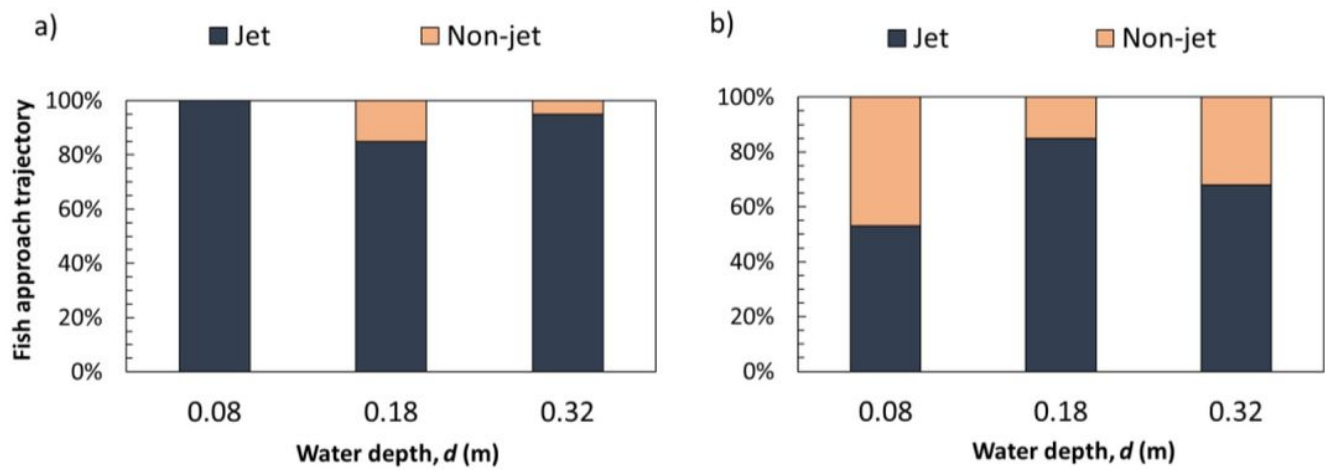 a)
Jet Non-jet
Fish approach trajectory
100%
80%
60%
40%
20%
0%
0.08 0.18 0.32
Water depth, d (m)
b)
Jet Non-jet
100%
80%
60%
40%
20%
0%
0.08 0.18 0.32
Water depth, d (m)